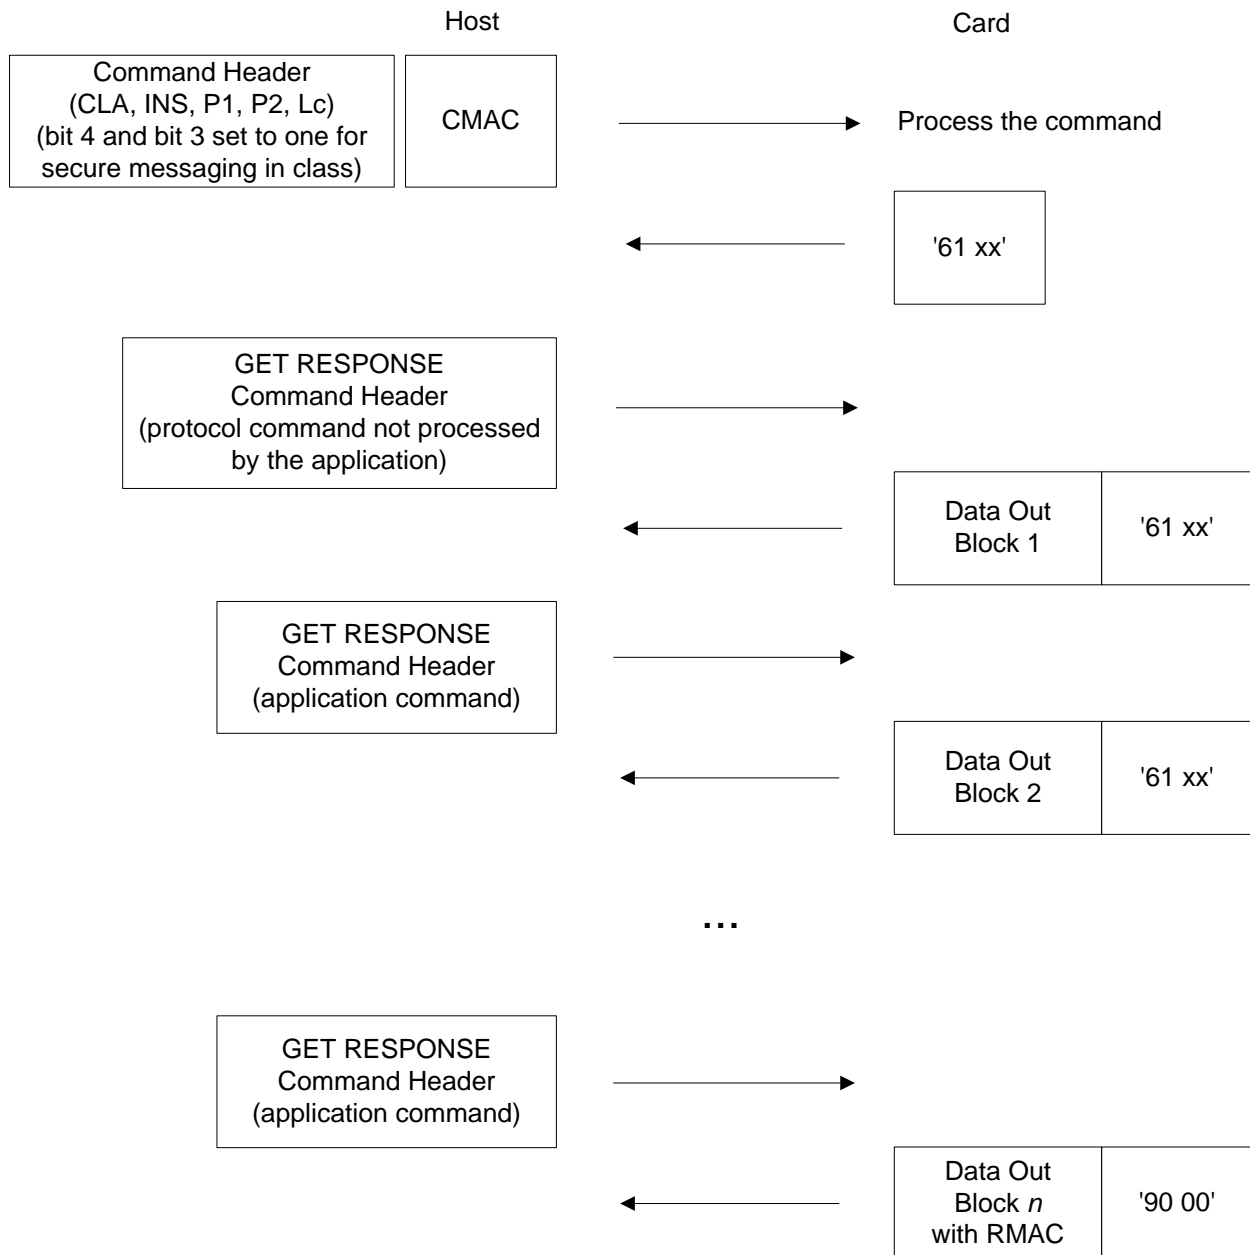 Host
Card
Command Header
(CLA, INS, P1, P2, Lc)
(bit 4 and bit 3 set to one for
secure messaging in class)
CMAC
Process the command
'61 xx'
GET RESPONSE
Command Header
(protocol command not processed
by the application)
Data Out
Block 1
'61 xx'
GET RESPONSE
Command Header
(application command)
Data Out
Block 2
'61 xx'
...
GET RESPONSE
Command Header
(application command)
Data Out
Block n
with RMAC
'90 00'